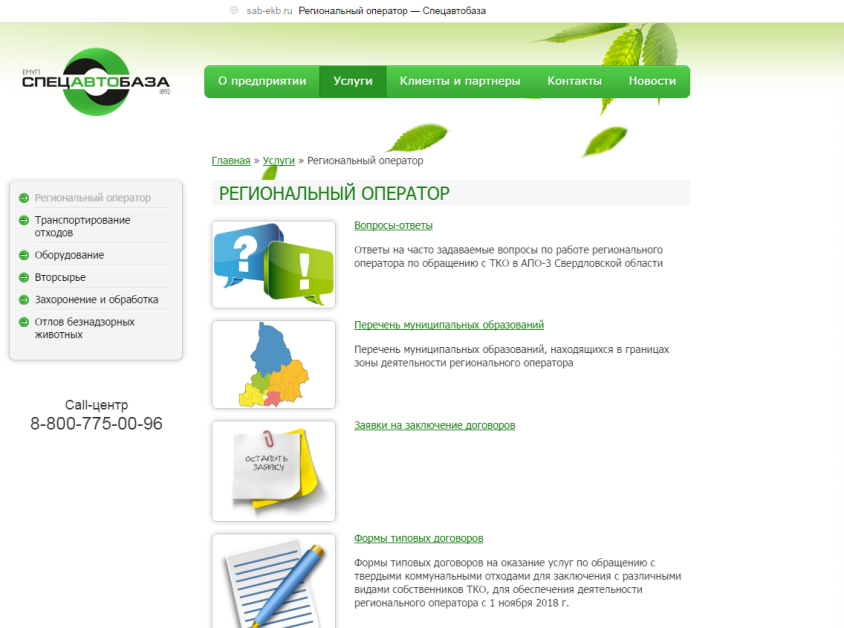 sab-ekb.ru Региональный оператор — Спецавтобаза
ЕМУП
СПЕЦАВТОБАЗА
1892
О предприятии Услуги Клиенты и партнеры Контакты Новости
Главная » Услуги » Региональный оператор
РЕГИОНАЛЬНЫЙ ОПЕРАТОР
Региональный оператор
Транспортирование
отходов
Оборудование
Вторсырье
Захоронение и обработка
Отлов безнадзорных
животных
Call-центр
8-800-775-00-96
Вопросы-ответы
Ответы на часто задаваемые вопросы по работе регионального
оператора по обращению с ТКО в АПО-3 Свердловской области
Перечень муниципальных образований
Перечень муниципальных образований, находящихся в границах
зоны деятельности регионального оператора
ОСТАВИТЬ
ЗАЯВКУ
Заявки на заключение договоров
Формы типовых договоров
Формы типовых договоров на оказание услуг по обращению с
твердыми коммунальными отходами для заключения с различными
видами собственников ТКО, для обеспечения деятельности
регионального оператора с 1 ноября 2018 г.